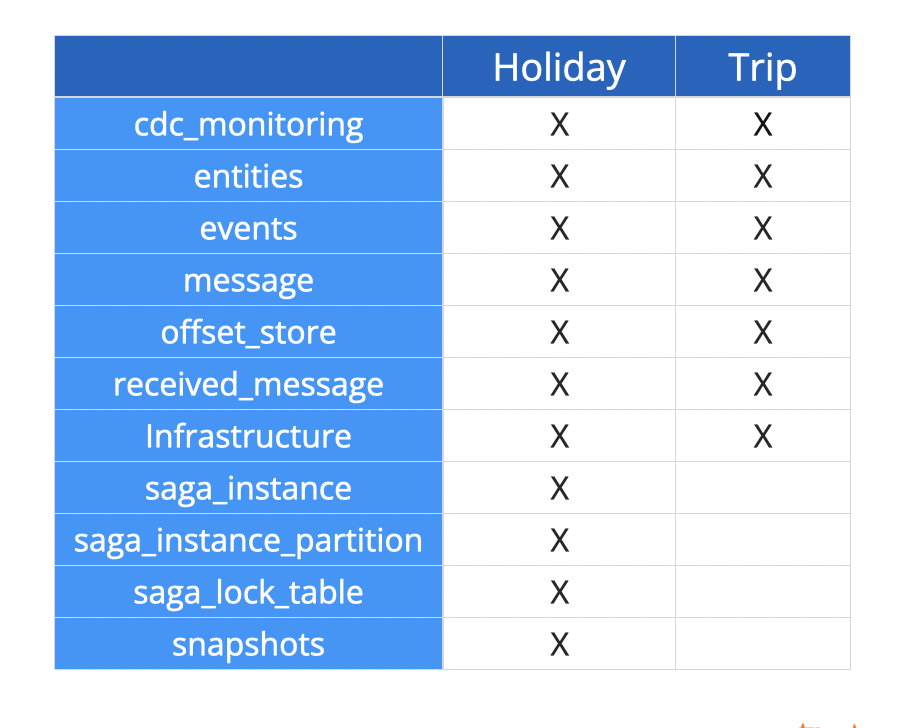 Holiday Trip
cdc_monitoring X X
entities X X
events X X
message X X
offset_store X X
received_message X X
Infrastructure X X
saga_instance X
saga_instance_partition X
saga_lock_table X
snapshots X